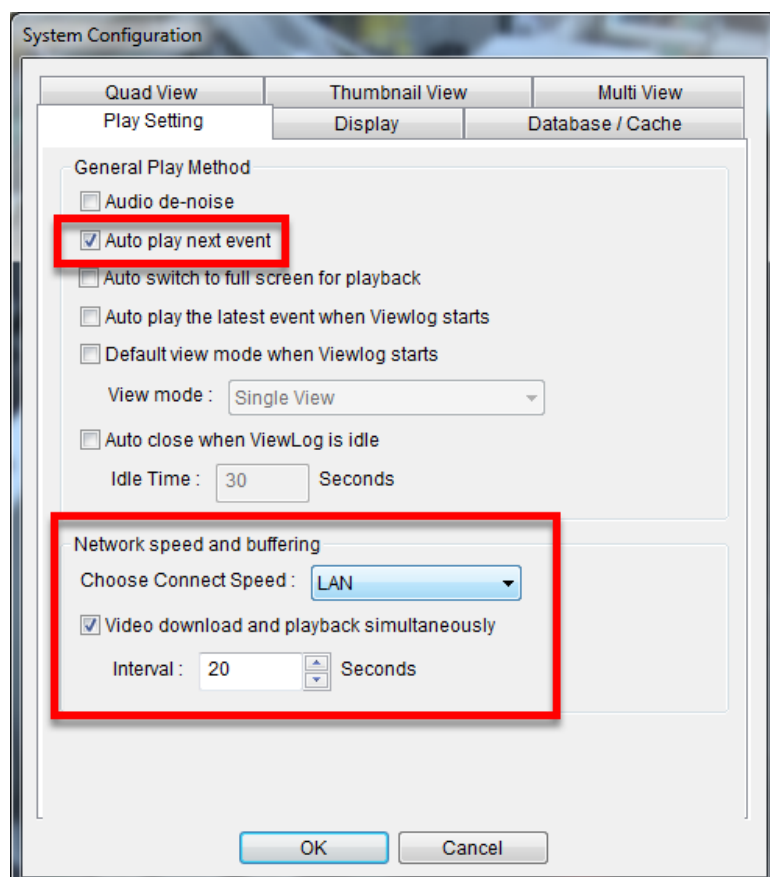 System Configuration
Quad View
Thumbnail View
Multi View
Play Setting
Display
Database / Cache
General Play Method
Audio de-noise
Auto play next event
Auto switch to full screen for playback
Auto play the latest event when Viewlog starts
Default view mode when Viewlog starts
View mode : Single View
Auto close when ViewLog is idle
Idle Time : 30 Seconds
Network speed and buffering
Choose Connect Speed : LAN
Video download and playback simultaneously
Interval : 20 Seconds
OK
Cancel